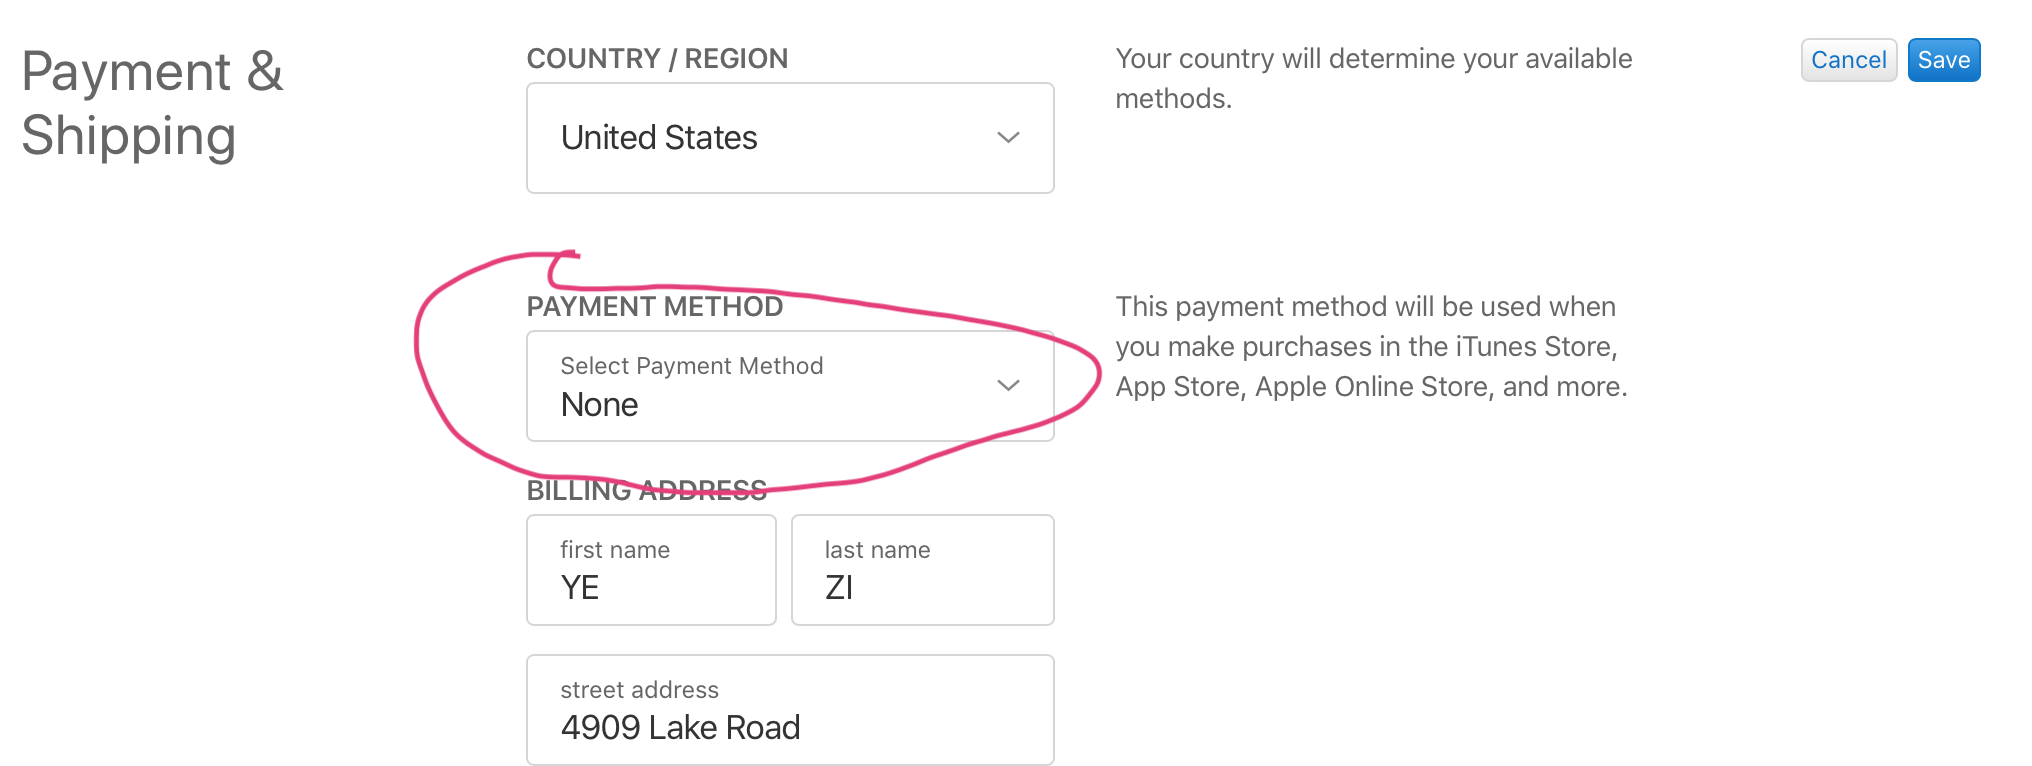 Payment &
Shipping
COUNTRY / REGION
United States
Your country will determine your available
methods.
Cancel
Save
PAYMENT METHOD
Select Payment Method
None
This payment method will be used when
you make purchases in the iTunes Store,
App Store, Apple Online Store, and more.
BILLING ADDRESS
first name
YE
last name
ZI
street address
4909 Lake Road